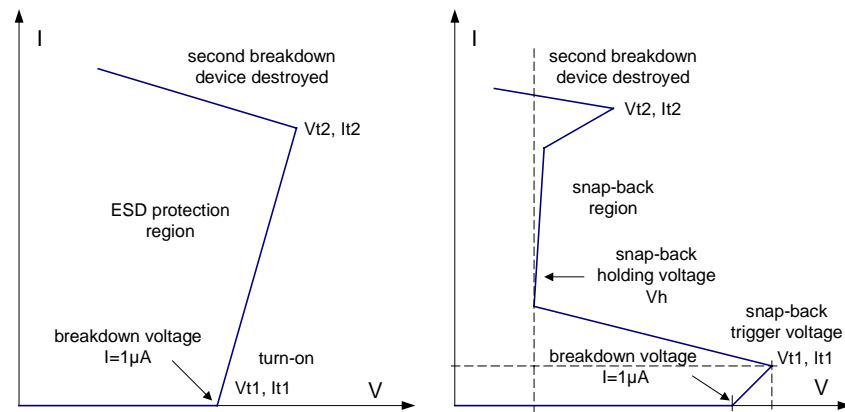 I
second breakdown
device destroyed
Vt2, It2
ESD protection
region
breakdown voltage
I=1µA
turn-on
Vt1, It1
V
I
second breakdown
device destroyed
Vt2, It2
snap-back
region
snap-back
holding voltage
Vh
snap-back
trigger voltage
breakdown voltage
I=1µA
Vt1, It1
V